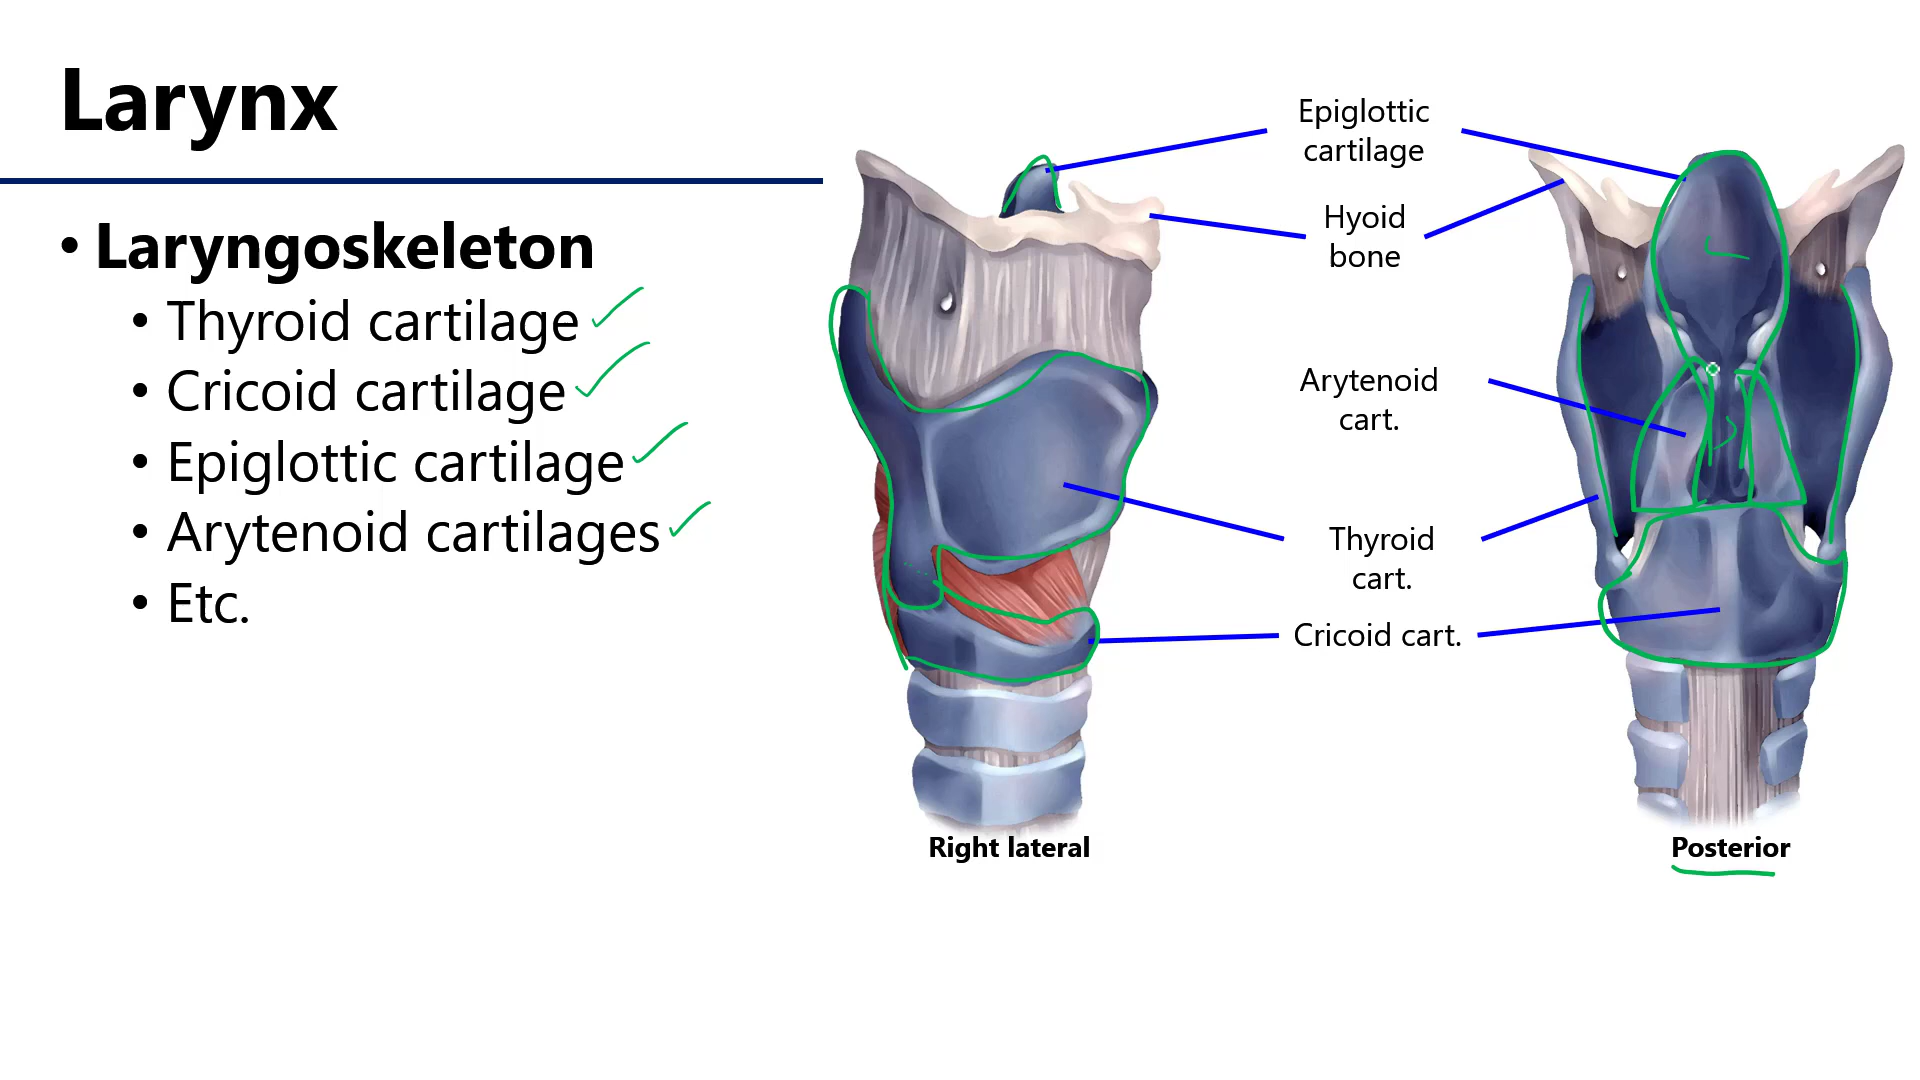 Larynx
• Laryngoskeleton
• Thyroid cartilage
• Cricoid cartilage
• Epiglottic cartilage
• Arytenoid cartilages
• Etc.
Epiglottic
cartilage
Hyoid
bone
Arytenoid
cart.
Thyroid
cart.
Cricoid cart.
Right lateral
Posterior